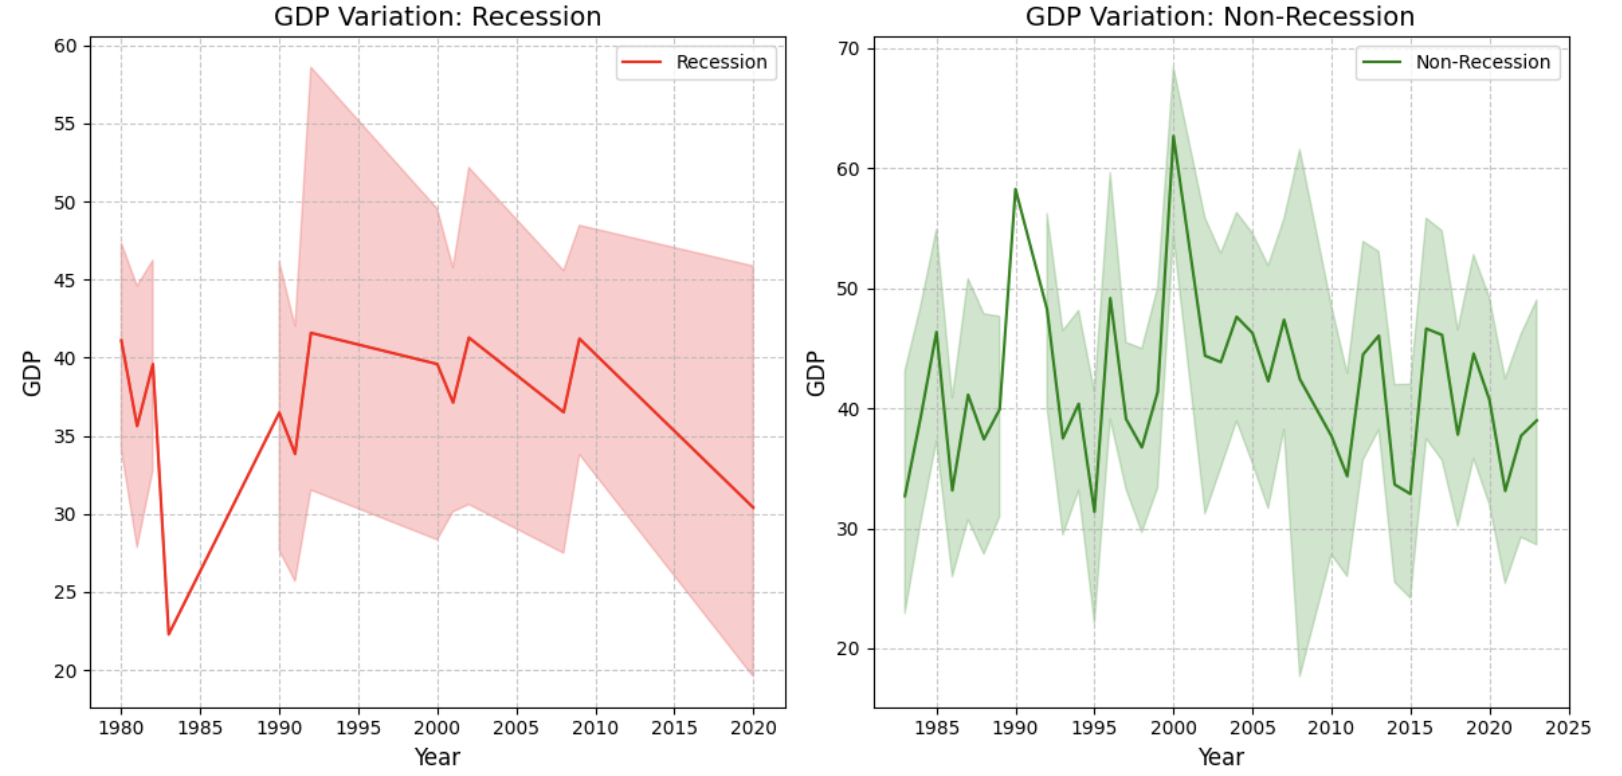 GDP Variation: Recession
Recession
60
55
50
45
40
35
30
25
20
GDP
1980 1985 1990 1995 2000 2005 2010 2015 2020
Year
GDP Variation: Non-Recession
Non-Recession
70
60
50
40
30
20
GDP
1985 1990 1995 2000 2005 2010 2015 2020 2025
Year